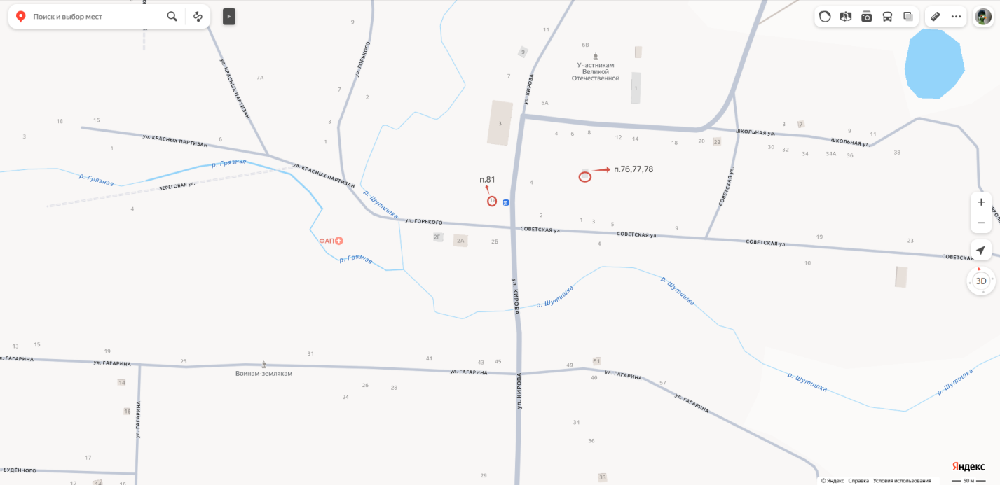 Поиск и выбор мест
9
11
6В
9
Участникам
Великой
Отечественной
ул. КРАСНЫХ ПАРТИЗАН
ул. ГОРЬКОГО
7А
7
7
2
1
ул. КИРОВА
6А
18
16
3
3
3
ШКОЛЬНАЯ ул.
7
9
11
4
6
8
12
14
18
20
22
ул. КРАСНЫХ ПАРТИЗАН
6
1
1
30
32
34
34А
36
38
ШКОЛЬНАЯ ул.
р. Грязная
р. Грязная
ул. КРАСНЫХ ПАРТИЗАН
п.76,77,78
п.81
БЕРЕГОВАЯ ул.
4
р. Шутишка
4
СОВЕТСКАЯ ул.
2
1
3
5
9
ул. ГОРЬКОГО
СОВЕТСКАЯ ул.
СОВЕТСКАЯ ул.
19
23
ФАП
2Г
2А
2Б
4
СОВЕТСКАЯ ул.
р. Грязная
10
3D
ул. КИРОВА
р. Шутишка
р. Шутишка
13
15
19
25
31
41
43
45
49
51
ул. ГАГАРИНА
Воинам-землякам
ул. ГАГАРИНА
ул. ГАГАРИНА
40
57
14
26
28
24
ул. КИРОВА
р. Шутишка
р. Шутишка
ул. ГАГАРИНА
16
ул. ГАГАРИНА
34
36
17
29
33
12
14
16
Яндекс
© Яндекс Справка Условия использования
50 м